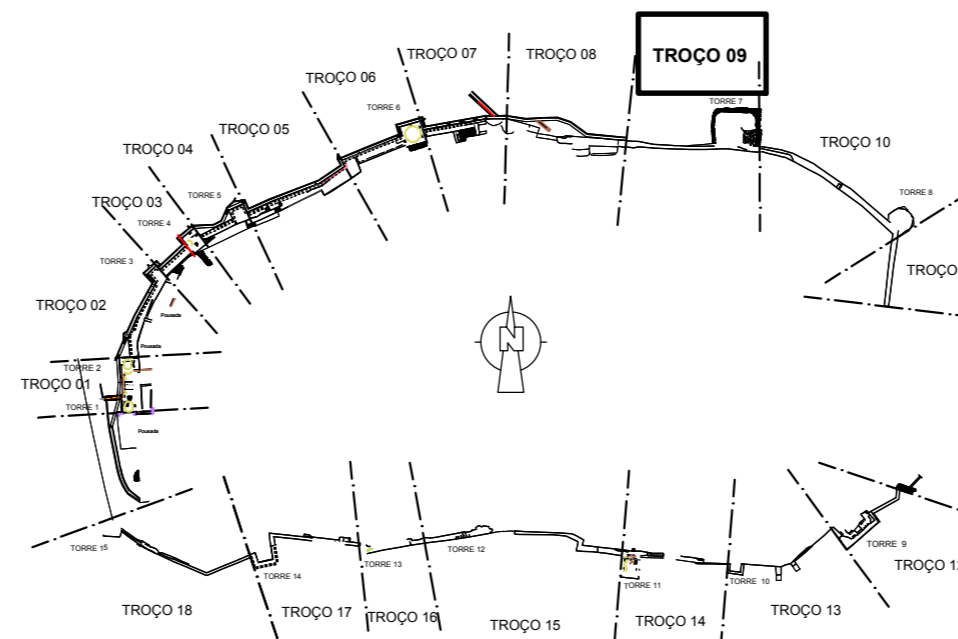 TROÇO 07
TROÇO 08
TROÇO 09
TROÇO 06
TORRE 6
TORRE 7
TROÇO 05
TROÇO 10
TROÇO 04
TORRE 5
TORRE 8
TROÇO 03
TORRE 4
TORRE 3
TROÇO
TROÇO 02
Pousada
N
Pousada
TORRE 2
TROÇO 01
TORRE 1
Pousada
TORRE 15
TORRE 14
TORRE 13
TORRE 12
TORRE 11
TORRE 10
TORRE 9
TROÇO 12
TROÇO 18
TROÇO 17
TROÇO 16
TROÇO 15
TROÇO 14
TROÇO 13